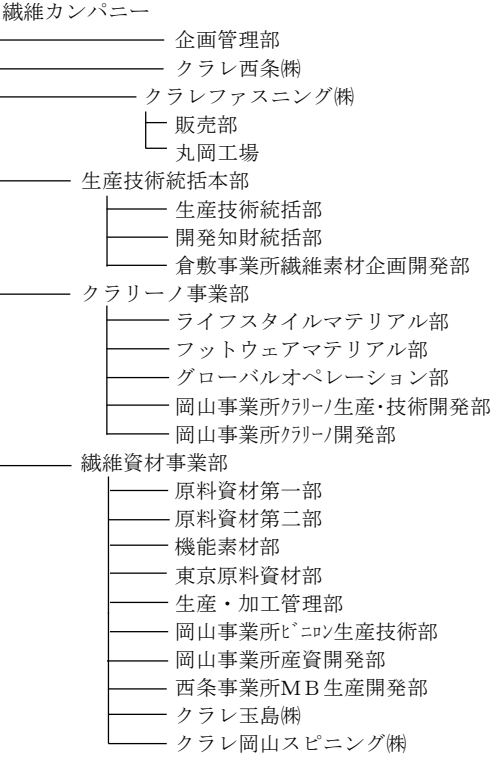 繊維カンパニー
企画管理部
クラレ西条㈱
クラレファスニング㈱
販売部
丸岡工場
生産技術統括本部
生産技術統括部
開発知財統括部
倉敷事業所繊維素材企画開発部
クラリーノ事業部
ライフスタイルマテリアル部
フットウェアマテリアル部
グローバルオペレーション部
岡山事業所ｸﾗﾘｰﾉ生産・技術開発部
岡山事業所ｸﾗﾘｰﾉ開発部
繊維資材事業部
原料資材第一部
原料資材第二部
機能素材部
東京原料資材部
生産・加工管理部
岡山事業所ﾋﾞﾆﾛﾝ生産技術部
岡山事業所産資開発部
西条事業所ＭＢ生産開発部
クラレ玉島㈱
クラレ岡山スピニング㈱